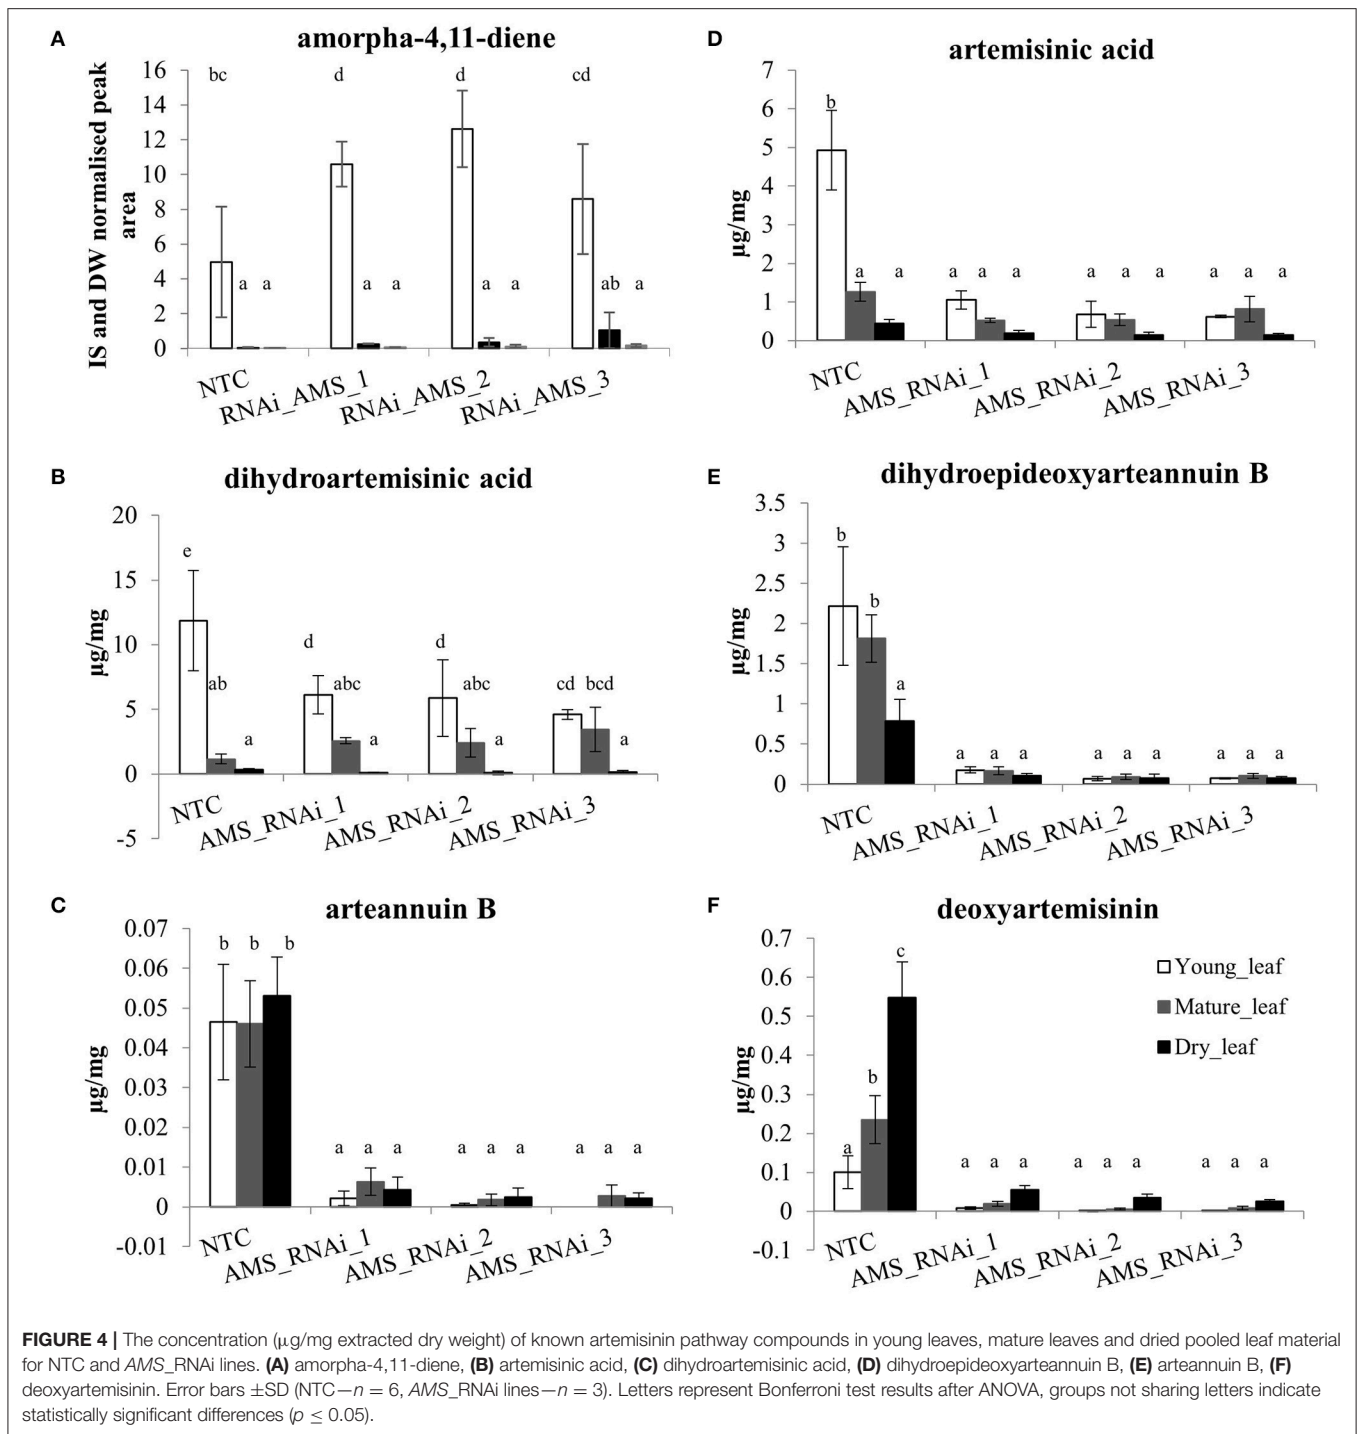 A
amorpha-4,11-diene
IS and DW normalised peak
area
16
14
12
10
8
6
4
2
0
bc
a a
d
a a
d
a a
cd
ab a
NTC
RNAi_AMS_1
RNAi_AMS_2
RNAi_AMS_3
B
dihydroartemisinic acid
µg/mg
20
15
10
5
0
-5
e
ab
a
d
abc
a
d
abc
a
cd bcd
a
NTC
AMS_RNAi_1
AMS_RNAi_2
AMS_RNAi_3
C
arteannuin B
µg/mg
0.07
0.06
0.05
0.04
0.03
0.02
0.01
0
-0.01
b b b
a a a
a a a
a a a
NTC
AMS_RNAi_1
AMS_RNAi_2
AMS_RNAi_3
D
artemisinic acid
µg/mg
7
6
5
4
3
2
1
0
b
a a
a a a
a a a
a a a
NTC
AMS_RNAi_1
AMS_RNAi_2
AMS_RNAi_3
E
dihydroepideoxyarteannuin B
µg/mg
3.5
3
2.5
2
1.5
1
0.5
0
b
b
a
a a a
a a a
a a a
NTC
AMS_RNAi_1
AMS_RNAi_2
AMS_RNAi_3
F
deoxyartemisinin
µg/mg
0.7
0.6
0.5
0.4
0.3
0.2
0.1
0
-0.1
a
b
c
a a a
a a a
a a a
Young_leaf
Mature_leaf
Dry_leaf
NTC
AMS_RNAi_1
AMS_RNAi_2
AMS_RNAi_3
FIGURE 4 | The concentration (µg/mg extracted dry weight) of known artemisinin pathway compounds in young leaves, mature leaves and dried pooled leaf material
for NTC and AMS_RNAi lines. (A) amorpha-4,11-diene, (B) artemisinic acid, (C) dihydroartemisinic acid, (D) dihydroepideoxyarteannuin B, (E) arteannuin B, (F)
deoxyartemisinin. Error bars ±SD (NTC—n = 6, AMS_RNAi lines—n = 3). Letters represent Bonferroni test results after ANOVA, groups not sharing letters indicate
statistically significant differences (p ≤ 0.05).